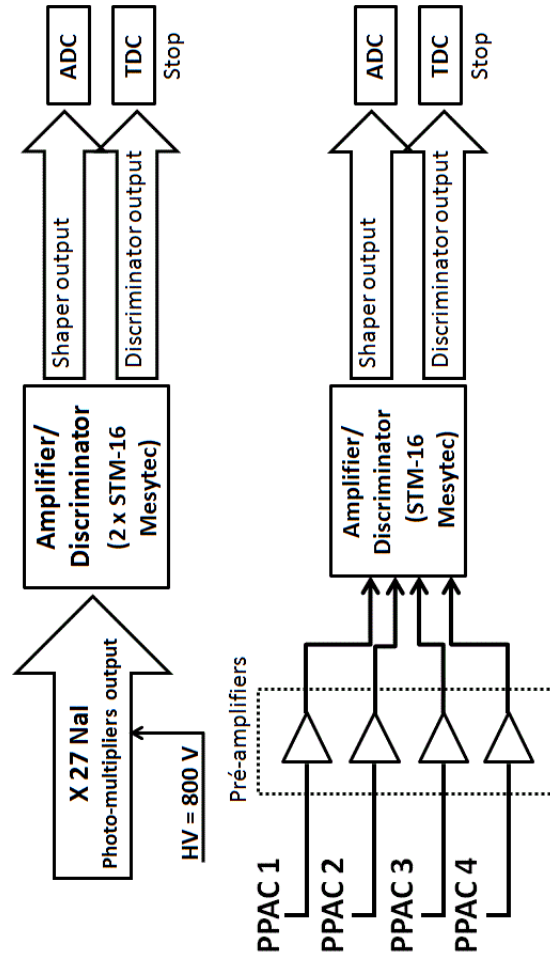 X 27 NaI
Photo-multipliers output
HV = 800 V
Amplifier/
Discriminator
(2 x STM-16
Mesytec)
Shaper output
Discriminator output
ADC
TDC
Stop
Pré-amplifiers
PPAC 1
PPAC 2
PPAC 3
PPAC 4
Amplifier/
Discriminator
(STM-16
Mesytec)
Shaper output
Discriminator output
ADC
TDC
Stop